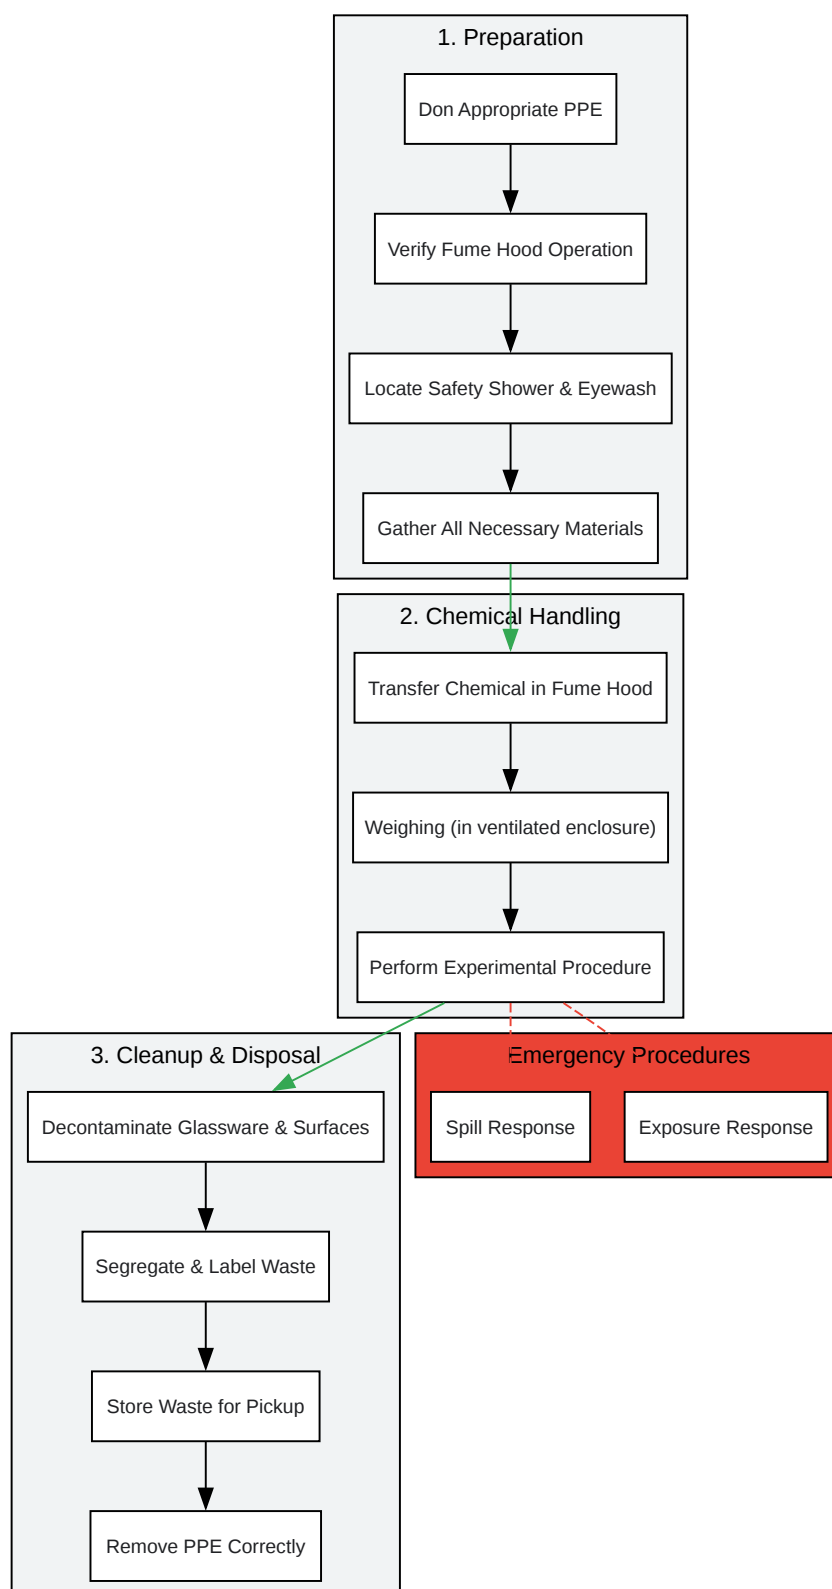 1. Preparation
Don Appropriate PPE
Verify Fume Hood Operation
Locate Safety Shower & Eyewash
Gather All Necessary Materials
2. Chemical Handling
Transfer Chemical in Fume Hood
Weighing (in ventilated enclosure)
Perform Experimental Procedure
3. Cleanup & Disposal
Decontaminate Glassware & Surfaces
Segregate & Label Waste
Store Waste for Pickup
Remove PPE Correctly
Emergency Procedures
Spill Response
Exposure Response